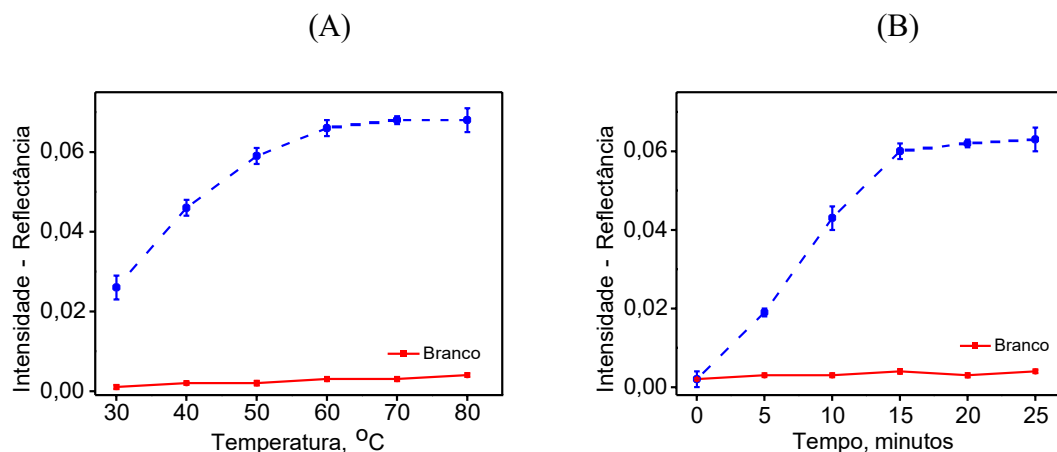 (A)
Intensidade - Reflectância
0,06
0,04
0,02
0,00
Branco
30 40 50 60 70 80
Temperatura, ºC
(B)
Intensidade - Reflectância
0,06
0,04
0,02
0,00
Branco
0 5 10 15 20 25
Tempo, minutos